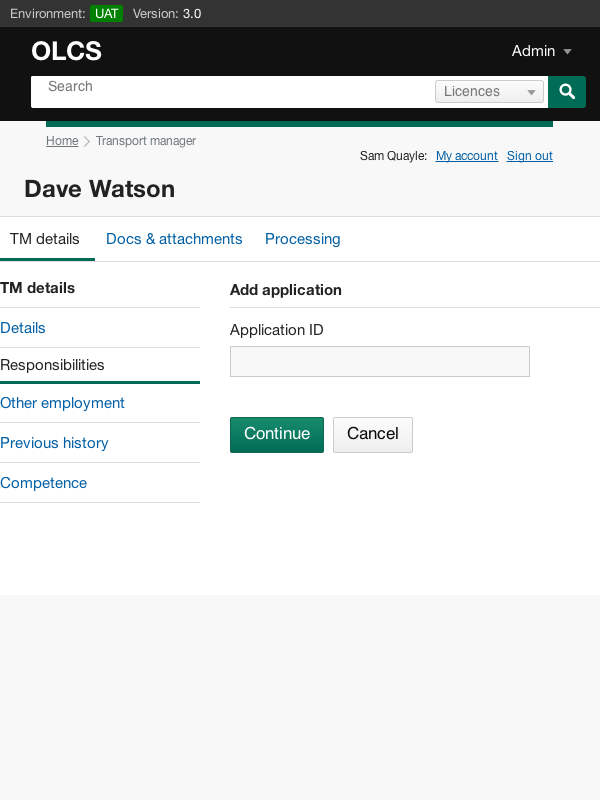 Environment: UAT Version: 3.0
OLCS
Admin
Search
Licences
Home Transport manager
Sam Quayle: My account Sign out
Dave Watson
TM details Docs & attachments Processing
TM details
Details
Responsibilities
Other employment
Previous history
Competence
Add application
Application ID
Continue Cancel